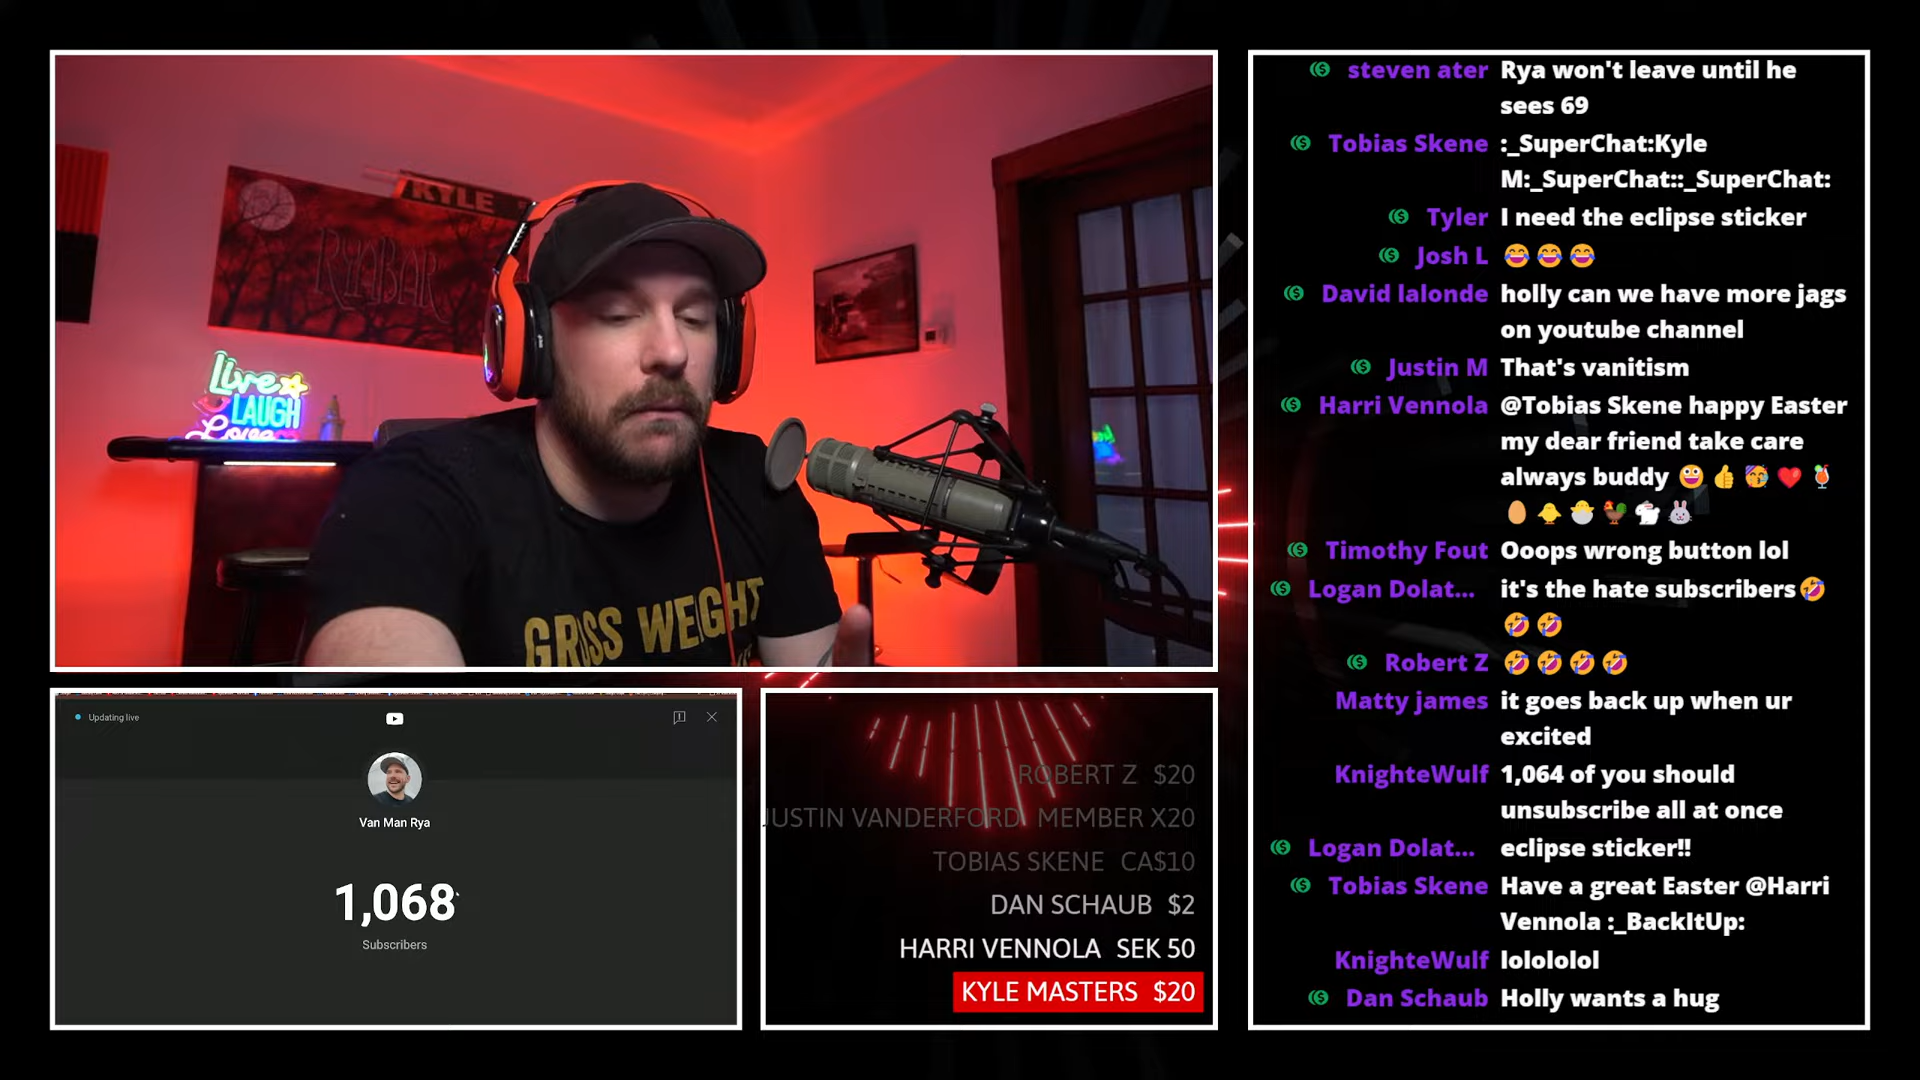 KYLE
RYABAR
Live
LAUGH
Love
GROSS WEIGHT
Updating live
Van Man Rya
1,068
Subscribers
ROBERT Z $20
JUSTIN VANDERFORD MEMBER X20
TOBIAS SKENE CA$10
DAN SCHAUB $2
HARRI VENNOLA SEK 50
KYLE MASTERS $20
steven ater Rya won't leave until he
sees 69
Tobias Skene :_SuperChat:Kyle
M:_SuperChat::_SuperChat:
Tyler I need the eclipse sticker
Josh L 😂😂😂
David lalonde holly can we have more jags
on youtube channel
Justin M That's vanitism
Harri Vennola @Tobias Skene happy Easter
my dear friend take care
always buddy 😃👍🥳❤️🍹
🥚🐤🐣🐓🐇🐰
Timothy Fout Ooops wrong button lol
Logan Dolat... it's the hate subscribers🤣
🤣🤣
Robert Z 🤣🤣🤣🤣
Matty james it goes back up when ur
excited
KnighteWulf 1,064 of you should
unsubscribe all at once
Logan Dolat... eclipse sticker!!
Tobias Skene Have a great Easter @Harri
Vennola :_BackItUp:
KnighteWulf lolololol
Dan Schaub Holly wants a hug